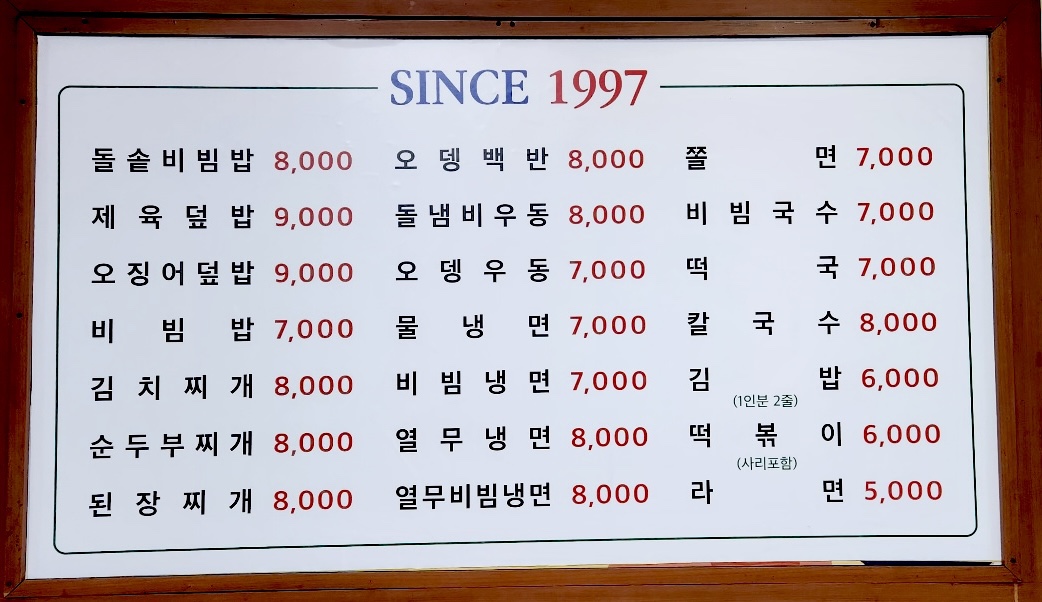 SINCE 1997
돌솥비빔밥 8,000
제육덮밥 9,000
오징어덮밥 9,000
비빔밥 7,000
김치찌개 8,000
순두부찌개 8,000
된장찌개 8,000
오뎅백반 8,000
돌냄비우동 8,000
오뎅우동 7,000
물냉면 7,000
비빔냉면 7,000
열무냉면 8,000
열무비빔냉면 8,000
쫄면 7,000
비빔국수 7,000
떡국 7,000
칼국수 8,000
김밥 6,000
(1인분 2줄)
떡볶이 6,000
(사리포함)
라면 5,000